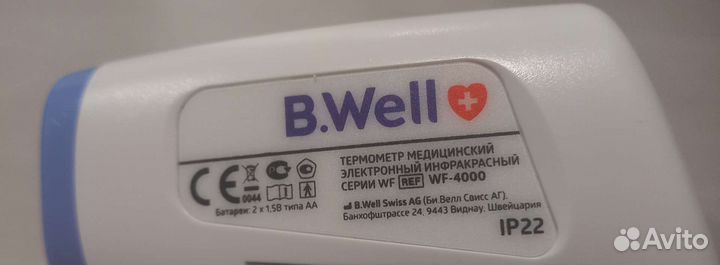 B.Well
ТЕРМОМЕТР МЕДИЦИНСКИЙ
ЭЛЕКТРОННЫЙ ИНФРАКРАСНЫЙ
СЕРИИ WF REF WF-4000
CE 0044
Батареи: 2 x 1.5В типа АА
B.Well Swiss AG (Би.Велл Свисс АГ).
Банхофштрассе 24, 9443 Виднау. Швейцария
IP22
Avito